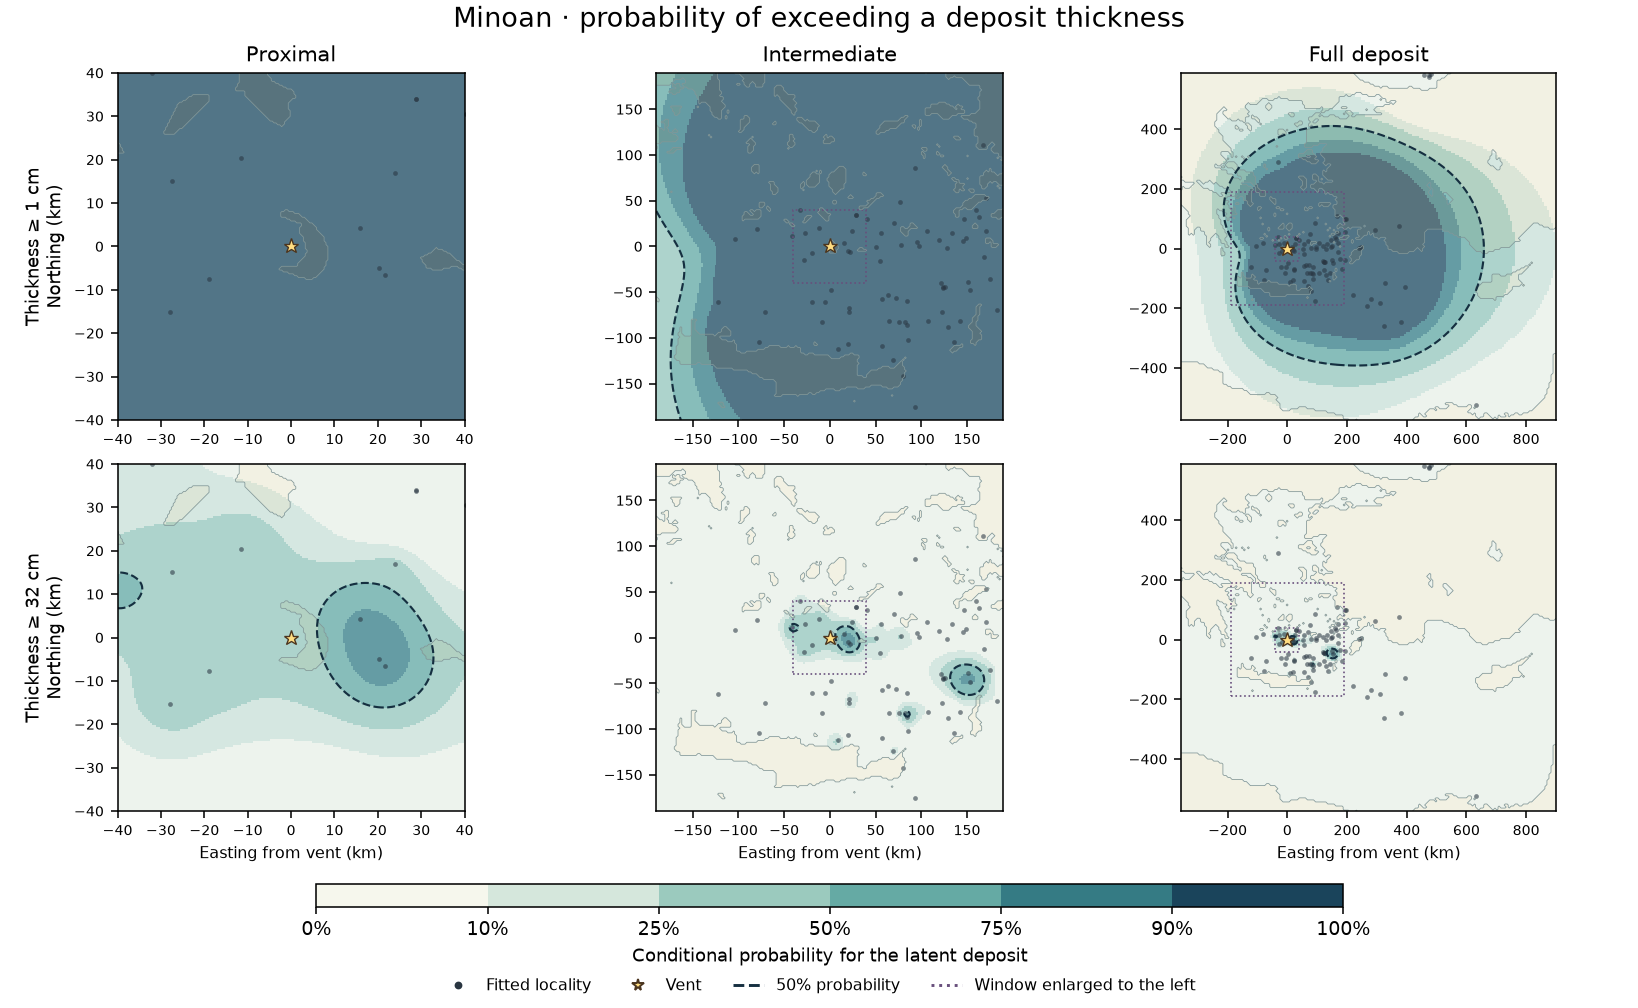 Minoan · probability of exceeding a deposit thickness
Proximal
Intermediate
Full deposit
Thickness ≥ 1 cm
Northing (km)
40
30
20
10
0
−10
−20
−30
−40
−40 −30 −20 −10 0 10 20 30 40
150
100
50
0
−50
−100
−150
−150 −100 −50 0 50 100 150
400
200
0
−200
−400
−200 0 200 400 600 800
Thickness ≥ 32 cm
Northing (km)
40
30
20
10
0
−10
−20
−30
−40
−40 −30 −20 −10 0 10 20 30 40
Easting from vent (km)
150
100
50
0
−50
−100
−150
−150 −100 −50 0 50 100 150
Easting from vent (km)
400
200
0
−200
−400
−200 0 200 400 600 800
Easting from vent (km)
0% 10% 25% 50% 75% 90% 100%
Conditional probability for the latent deposit
Fitted locality Vent 50% probability Window enlarged to the left